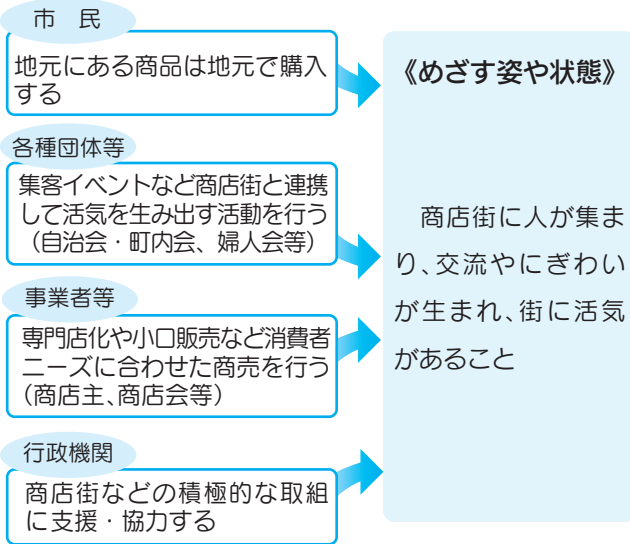 市　民
地元にある商品は地元で購入
する
各種団体等
集客イベントなど商店街と連携
して活気を生み出す活動を行う
（自治会・町内会、婦人会等）
事業者等
専門店化や小口販売など消費者
ニーズに合わせた商売を行う
（商店主、商店会等）
行政機関
商店街などの積極的な取組
に支援・協力する
《めざす姿や状態》
商店街に人が集ま
り、交流やにぎわい
が生まれ、街に活気
があること